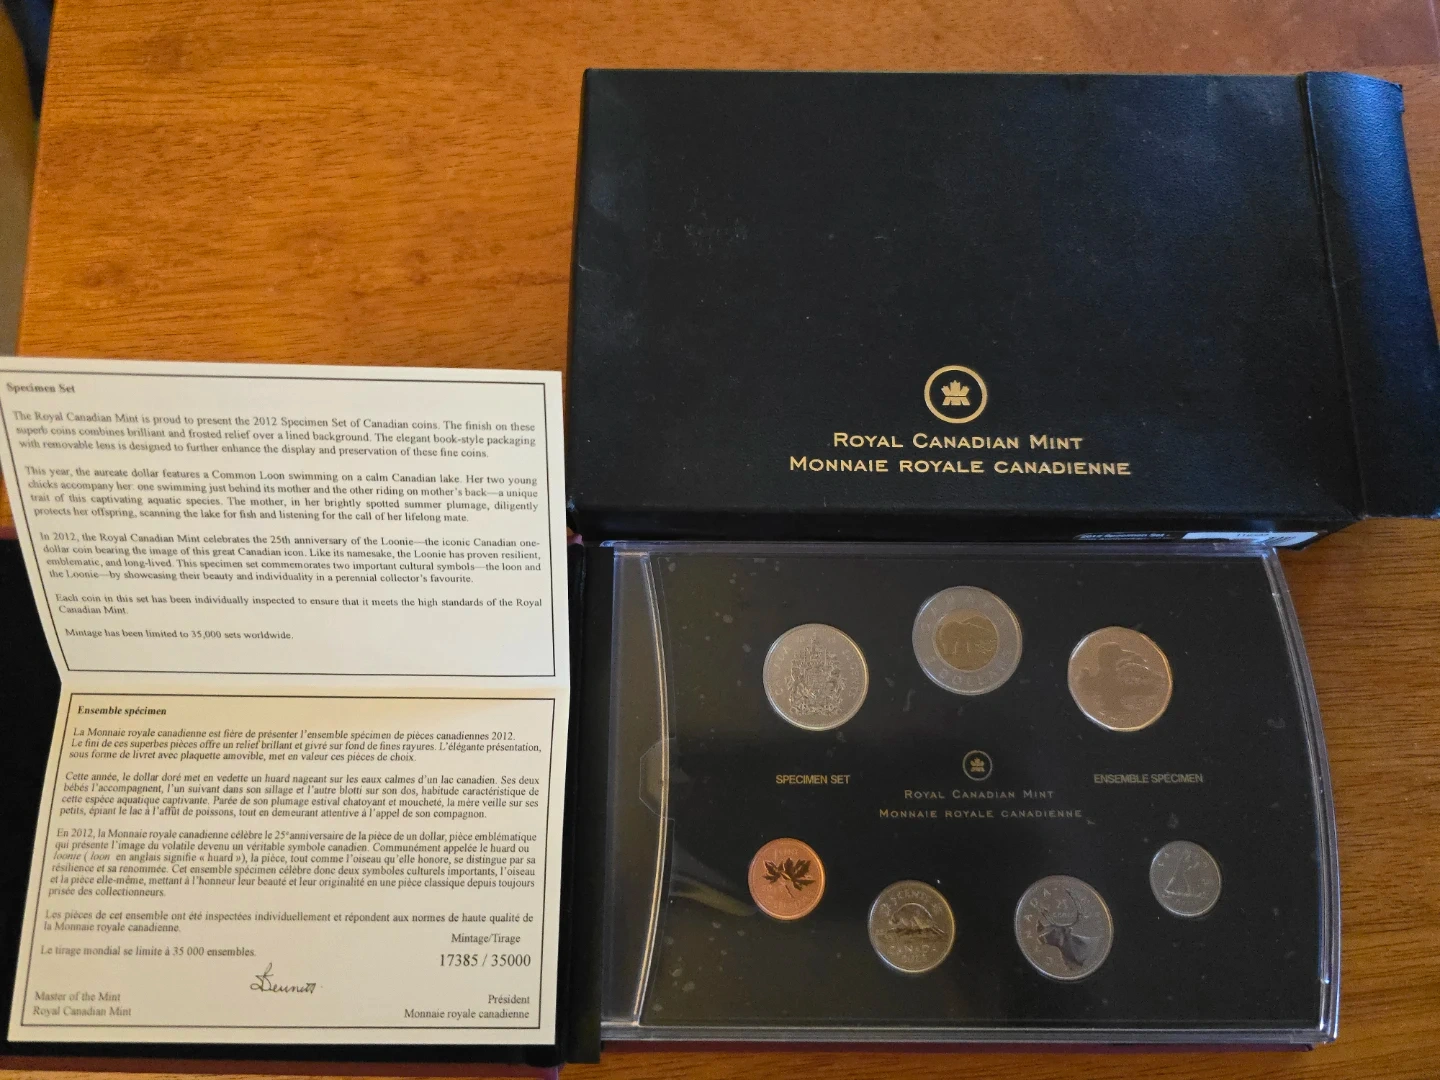 Specimen Set
The Royal Canadian Mint is proud to present the 2012 Specimen Set of Canadian coins. The finish on these
superb coins combines brilliant and frosted relief over a lined background. The elegant book-style packaging
with removable lens is designed to further enhance the display and preservation of these fine coins.
This year, the aureate dollar features a Common Loon swimming on a calm Canadian lake. Her two young
chicks accompany her: one swimming just behind its mother and the other riding on mother's back—a unique
trait of this captivating aquatic species. The mother, in her brightly spotted summer plumage, diligently
protects her offspring, scanning the lake for fish and listening for the call of her lifelong mate.
In 2012, the Royal Canadian Mint celebrates the 25th anniversary of the Loonie—the iconic Canadian one-
dollar coin bearing the image of this great Canadian icon. Like its namesake, the Loonie has proven resilient,
emblematic, and long-lived. This specimen set commemorates two important cultural symbols—the loon and
the Loonie—by showcasing their beauty and individuality in a perennial collector's favourite.
Each coin in this set has been individually inspected to ensure that it meets the high standards of the Royal
Canadian Mint.
Mintage has been limited to 35,000 sets worldwide.
Ensemble spécimen
La Monnaie royale canadienne est fière de présenter l'ensemble spécimen de pièces canadiennes 2012.
Le fini de ces superbes pièces offre un relief brillant et givré sur fond de fines rayures. L'élégante présentation,
sous forme de livret avec plaquette amovible, met en valeur ces pièces de choix.
Cette année, le dollar doré met en vedette un huard nageant sur les eaux calmes d'un lac canadien. Ses deux
bébés l'accompagnent, l'un suivant dans son sillage et l'autre blotti sur son dos, habitude caractéristique de
cette espèce aquatique captivante. Parée de son plumage estival chatoyant et moucheté, la mère veille sur ses
petits, épiant le lac à l'affût de poissons, tout en demeurant attentive à l'appel de son compagnon.
En 2012, la Monnaie royale canadienne célèbre le 25e anniversaire de la pièce de un dollar, pièce emblématique
qui présente l'image du volatile devenu un véritable symbole canadien. Communément appelée le huard ou
loonie ( loon en anglais signifie « huard »), la pièce, tout comme l'oiseau qu'elle honore, se distingue par sa
résilience et sa renommée. Cet ensemble spécimen célèbre donc deux symboles culturels importants, l'oiseau
et la pièce elle-même, mettant à l'honneur leur beauté et leur originalité en une pièce classique depuis toujours
prisée des collectionneurs.
Les pièces de cet ensemble ont été inspectées individuellement et répondent aux normes de haute qualité de
la Monnaie royale canadienne.
Le tirage mondial se limite à 35 000 ensembles.
Mintage/Tirage
17385 / 35000
Master of the Mint
Royal Canadian Mint
Président
Monnaie royale canadienne
ROYAL CANADIAN MINT
MONNAIE ROYALE CANADIENNE
2012 Specimen Set -
DOLLARS
SPECIMEN SET
ENSEMBLE SPÉCIMEN
ROYAL CANADIAN MINT
MONNAIE ROYALE CANADIENNE
5 CENTS
CANADA
CANADA
25
CENTS